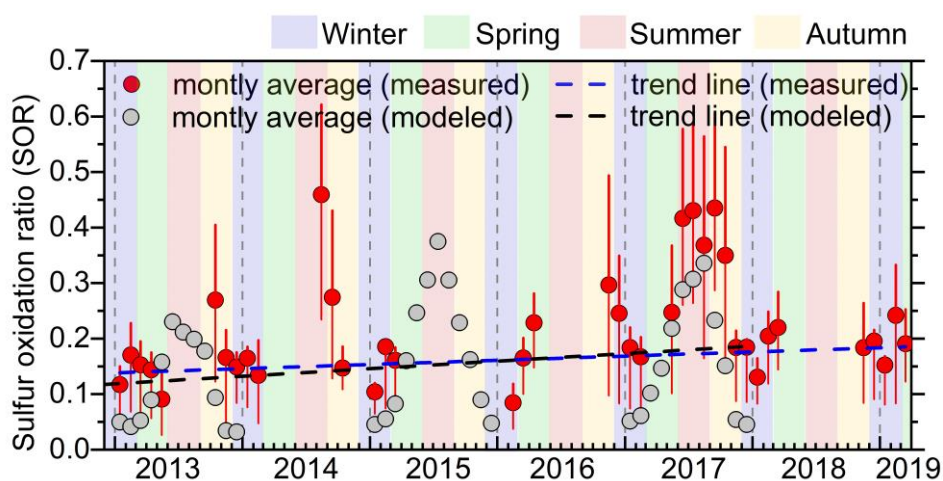 Winter Spring Summer Autumn
0.7
montly average (measured) trend line (measured)
0.6
montly average (modeled) trend line (modeled)
0.5
0.4
0.3
0.2
0.1
0.0
Sulfur oxidation ratio (SOR)
2013 2014 2015 2016 2017 2018 2019